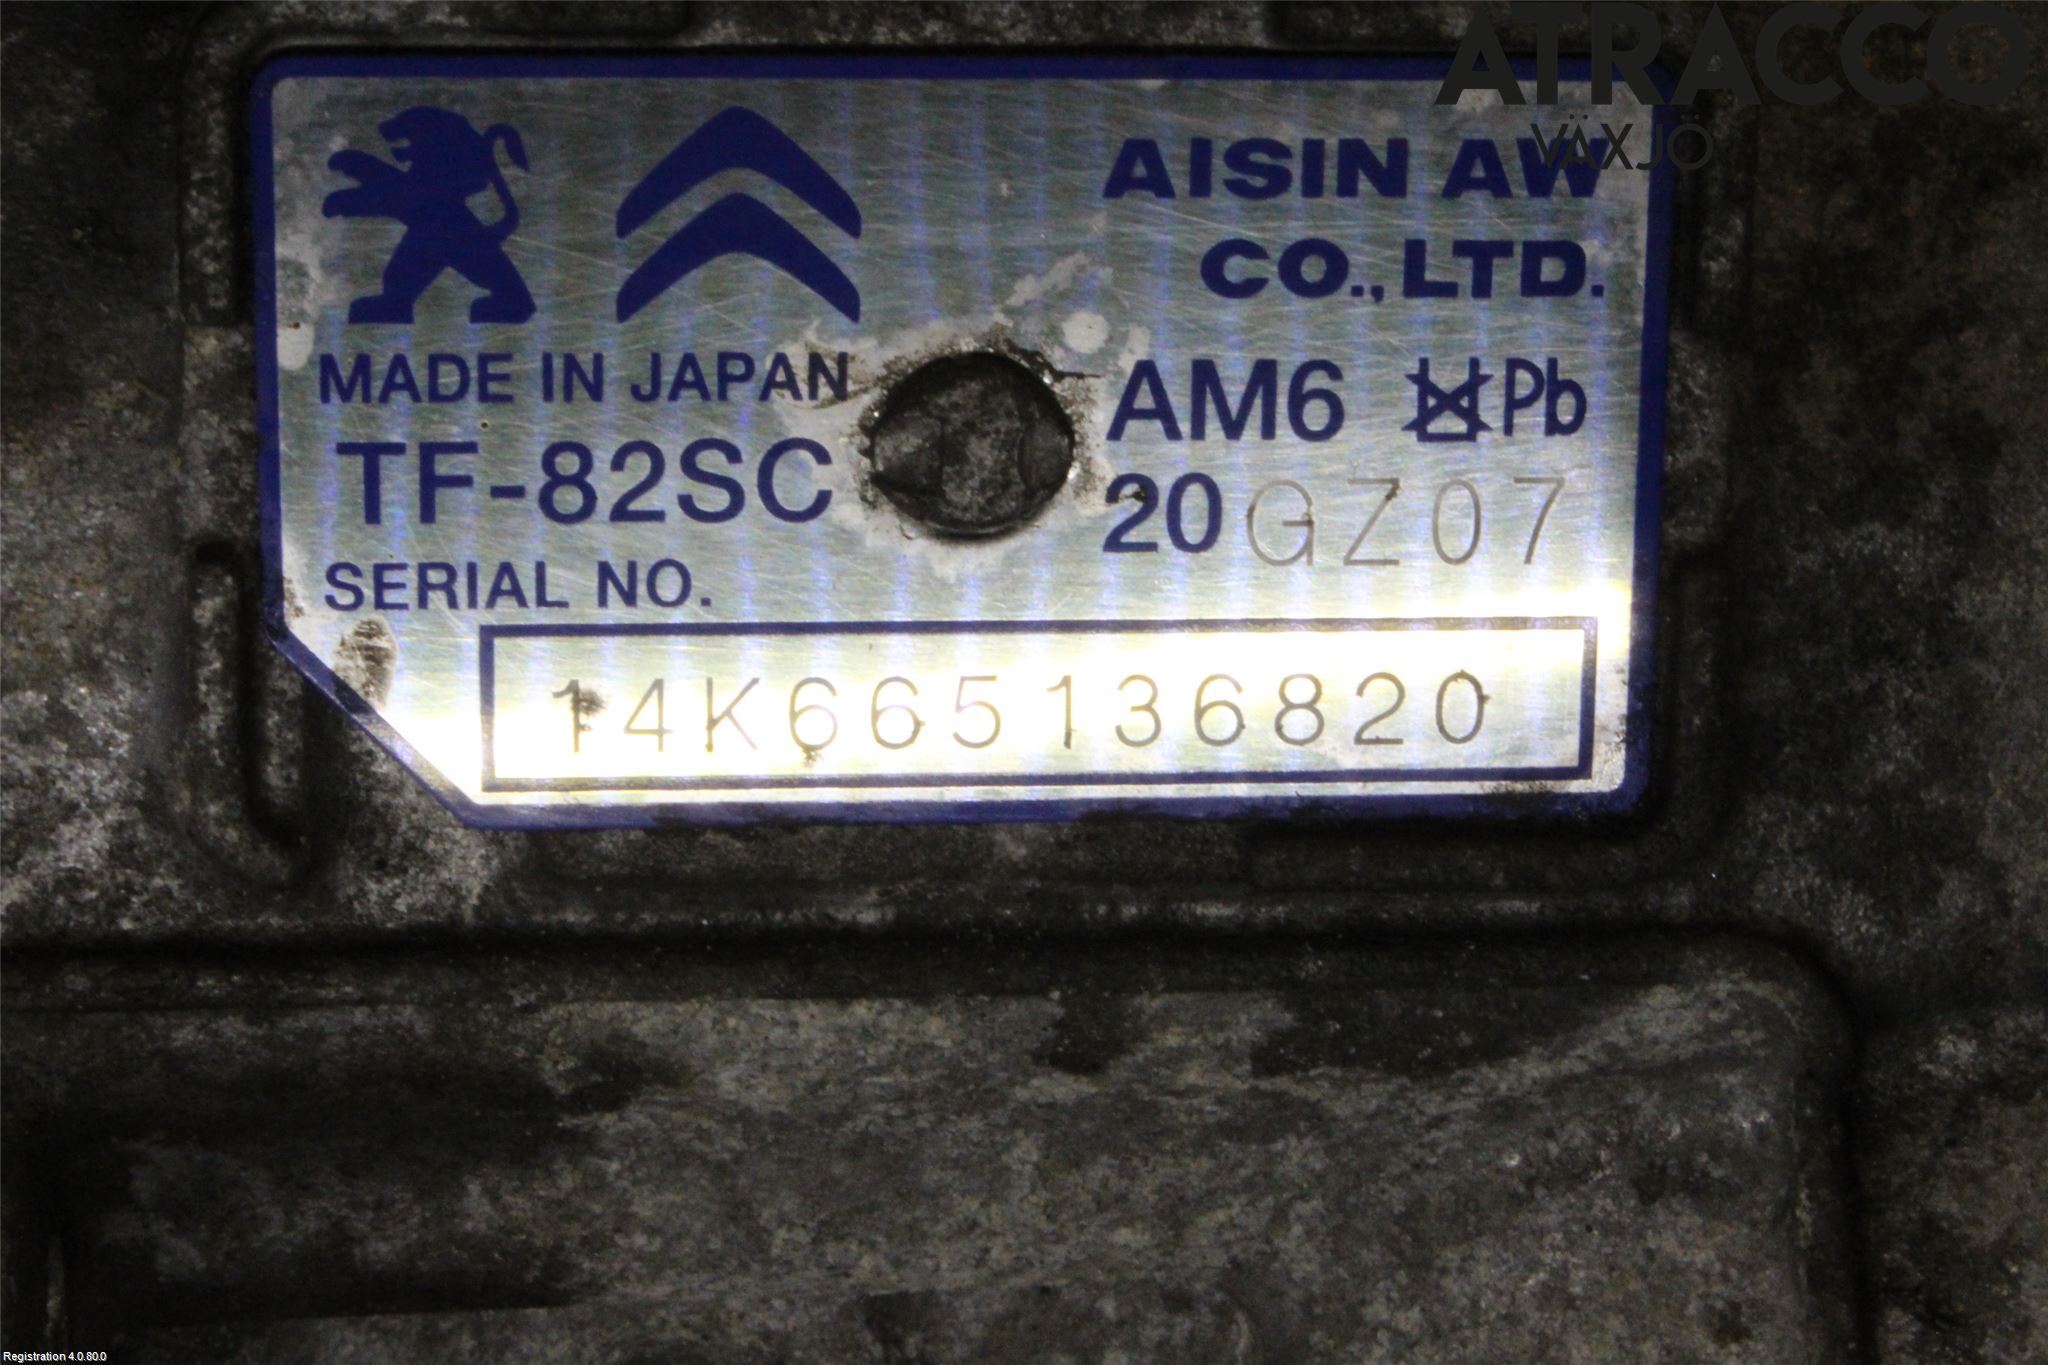 ATRACCO
VÄXJÖ
AISIN AW
CO., LTD.
MADE IN JAPAN
AM6 Pb
TF-82SC
20 GZ07
SERIAL NO.
14K665136820
Registration 4.0.80.0